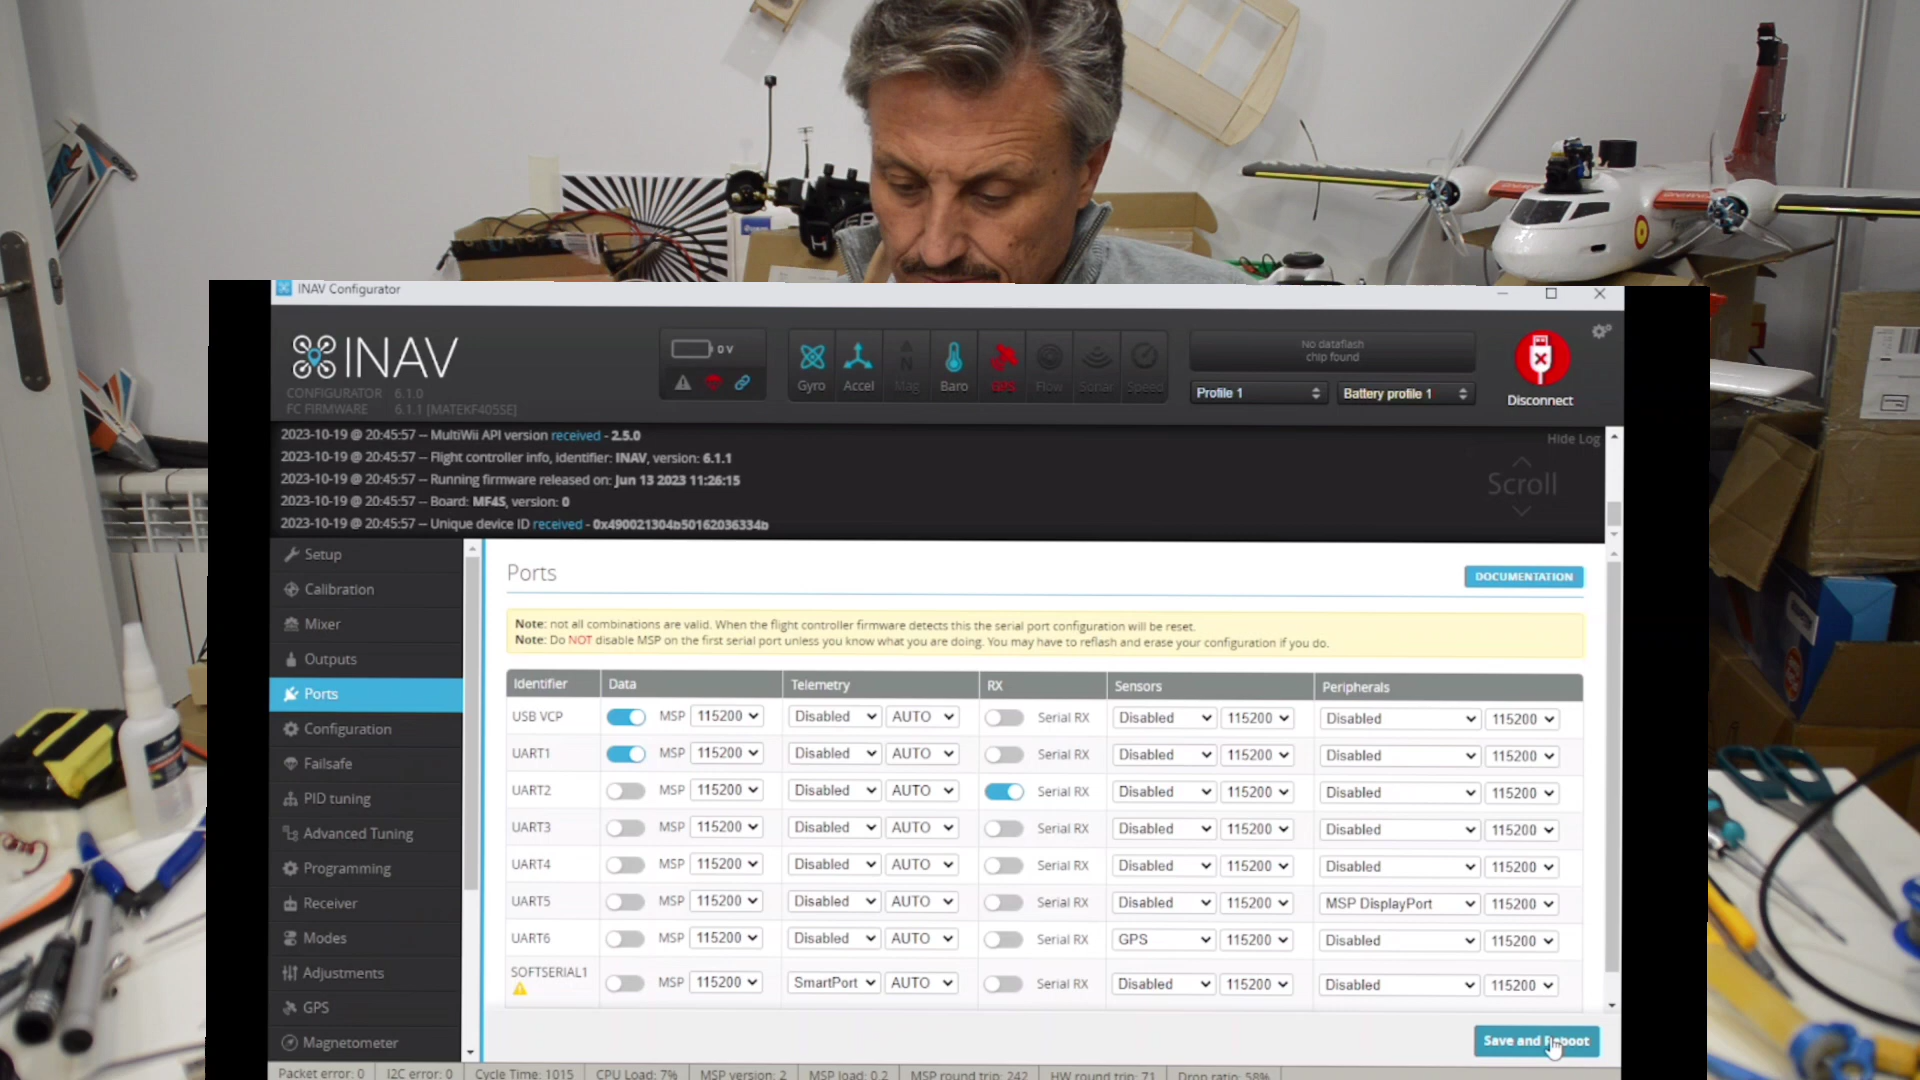 INAV Configurator
INAV
CONFIGURATOR 6.1.0
FC FIRMWARE 6.1.1 [MATEKF405SE]
0 V
Gyro Accel Mag Baro GPS Flow Sonar Speed
No dataflash
chip found
Profile 1 Battery profile 1
Disconnect
2023-10-19 @ 20:45:57 -- MultiWii API version received - 2.5.0
2023-10-19 @ 20:45:57 -- Flight controller info, identifier: INAV, version: 6.1.1
2023-10-19 @ 20:45:57 -- Running firmware released on: Jun 13 2023 11:26:15
2023-10-19 @ 20:45:57 -- Board: MF4S, version: 0
2023-10-19 @ 20:45:57 -- Unique device ID received - 0x490021304b50162036334b
Hide Log
Scroll
Setup
Calibration
Mixer
Outputs
Ports
Configuration
Failsafe
PID tuning
Advanced Tuning
Programming
Receiver
Modes
Adjustments
GPS
Magnetometer
Ports
DOCUMENTATION
Note: not all combinations are valid. When the flight controller firmware detects this the serial port configuration will be reset.
Note: Do NOT disable MSP on the first serial port unless you know what you are doing. You may have to reflash and erase your configuration if you do.
Identifier Data Telemetry RX Sensors Peripherals
USB VCP MSP 115200 Disabled AUTO Serial RX Disabled 115200 Disabled 115200
UART1 MSP 115200 Disabled AUTO Serial RX Disabled 115200 Disabled 115200
UART2 MSP 115200 Disabled AUTO Serial RX Disabled 115200 Disabled 115200
UART3 MSP 115200 Disabled AUTO Serial RX Disabled 115200 Disabled 115200
UART4 MSP 115200 Disabled AUTO Serial RX Disabled 115200 Disabled 115200
UART5 MSP 115200 Disabled AUTO Serial RX Disabled 115200 MSP DisplayPort 115200
UART6 MSP 115200 Disabled AUTO Serial RX GPS 115200 Disabled 115200
SOFTSERIAL1 MSP 115200 SmartPort AUTO Serial RX Disabled 115200 Disabled 115200
Save and Reboot
Packet error: 0 I2C error: 0 Cycle Time: 1015 CPU Load: 7% MSP version: 2 MSP load: 0.2 MSP round trip: 242 HW round trip: 71 Drop ratio: 58%